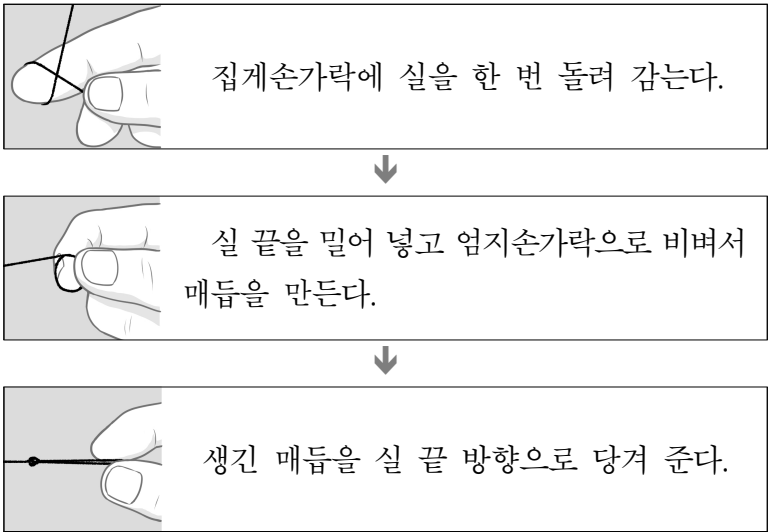 집게손가락에 실을 한 번 돌려 감는다.
실 끝을 밀어 넣고 엄지손가락으로 비벼서
매듭을 만든다.
생긴 매듭을 실 끝 방향으로 당겨 준다.